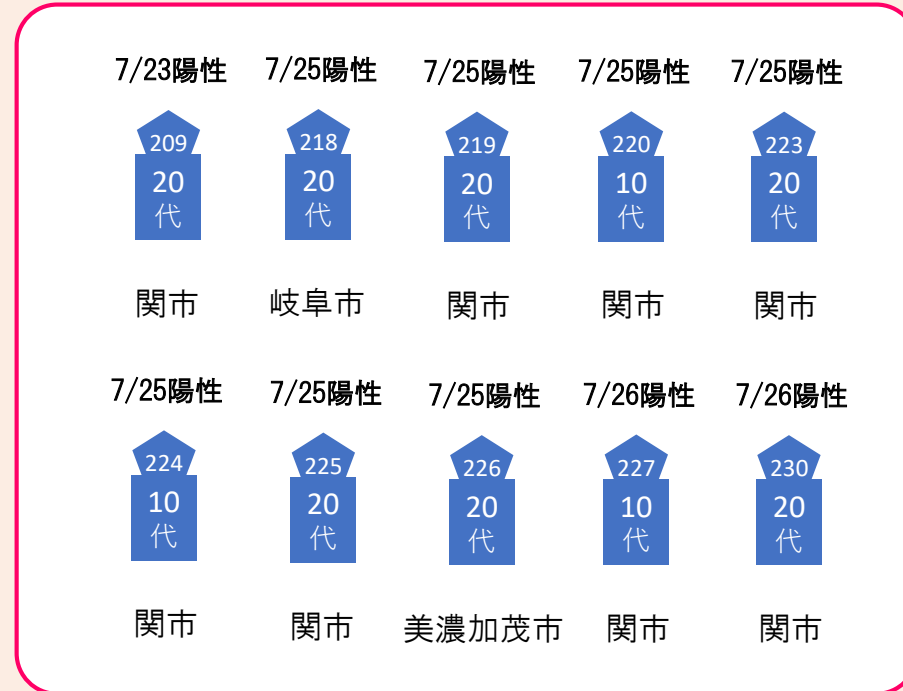 7/23陽性 7/25陽性 7/25陽性 7/25陽性 7/25陽性
209 218 219 220 223
20 20 20 10 20
代 代 代 代 代
関市 岐阜市 関市 関市 関市
7/25陽性 7/25陽性 7/25陽性 7/26陽性 7/26陽性
224 225 226 227 230
10 20 20 10 20
代 代 代 代 代
関市 関市 美濃加茂市 関市 関市